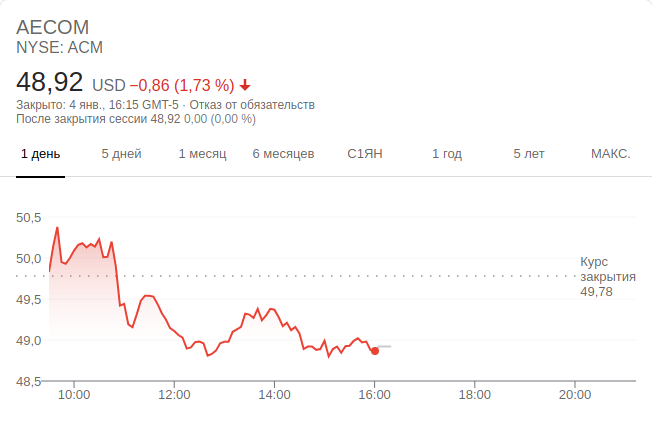 AECOM
NYSE: ACM
48,92 USD −0,86 (1,73 %)
Закрыто: 4 янв., 16:15 GMT-5 · Отказ от обязательств
После закрытия сессии 48,92 0,00 (0,00 %)
1 день 5 дней 1 месяц 6 месяцев С1ЯН 1 год 5 лет МАКС.
50,5
50,0
Курс
закрытия
49,78
49,5
49,0
48,5
10:00 12:00 14:00 16:00 18:00 20:00